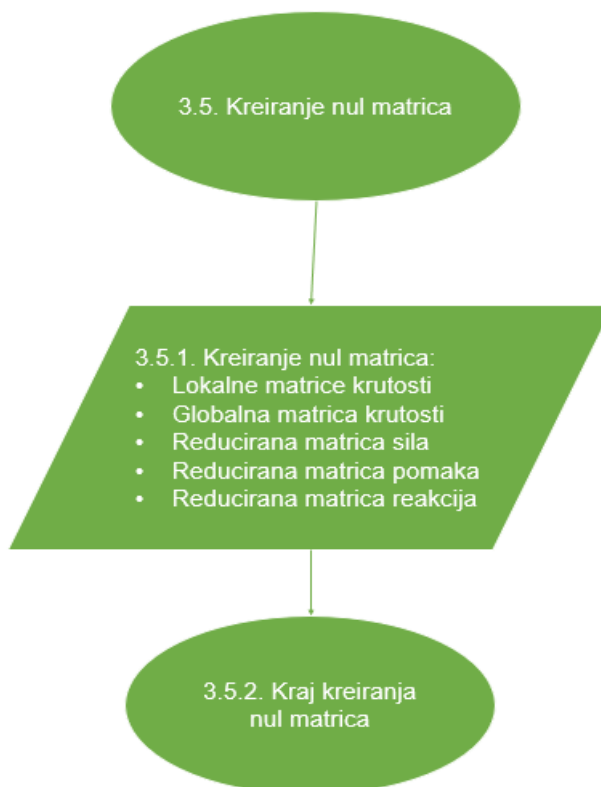 3.5. Kreiranje nul matrica
3.5.1. Kreiranje nul matrica:
• Lokalne matrice krutosti
• Globalna matrica krutosti
• Reducirana matrica sila
• Reducirana matrica pomaka
• Reducirana matrica reakcija
3.5.2. Kraj kreiranja
nul matrica